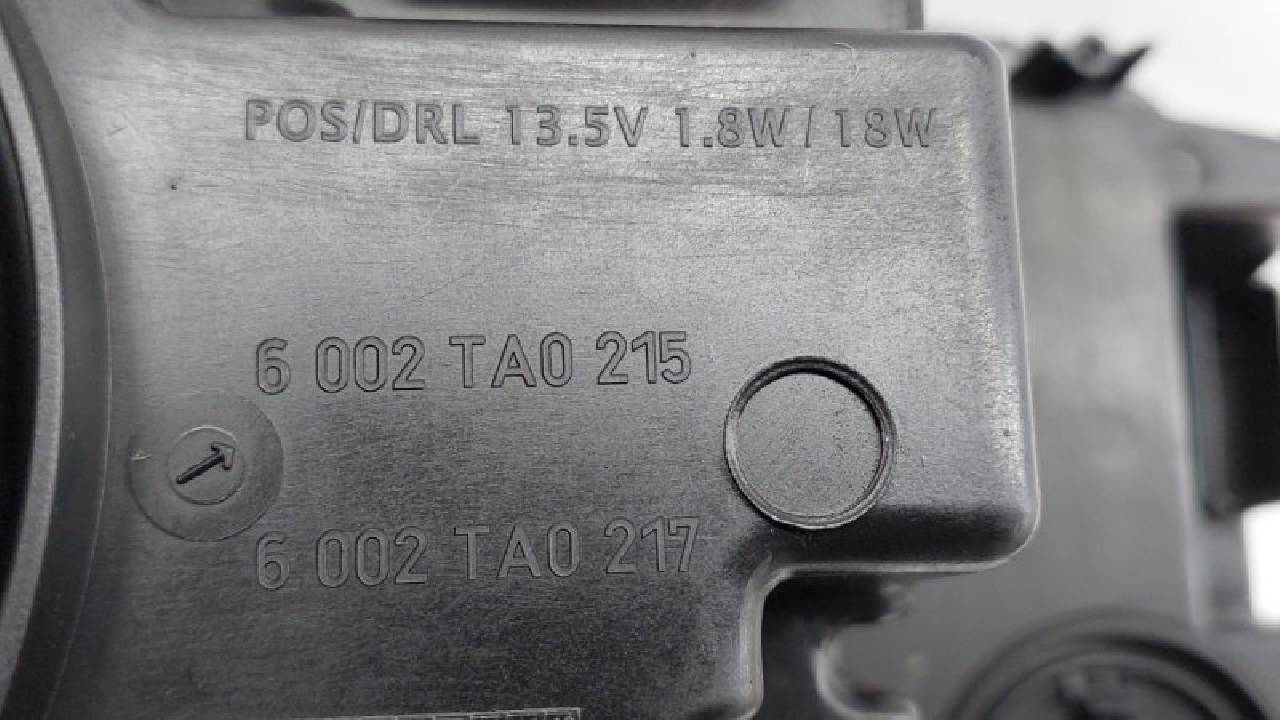 POS/DRL 13.5V 1.8W / 18W
6 002 TA0 215
6 002 TA0 217